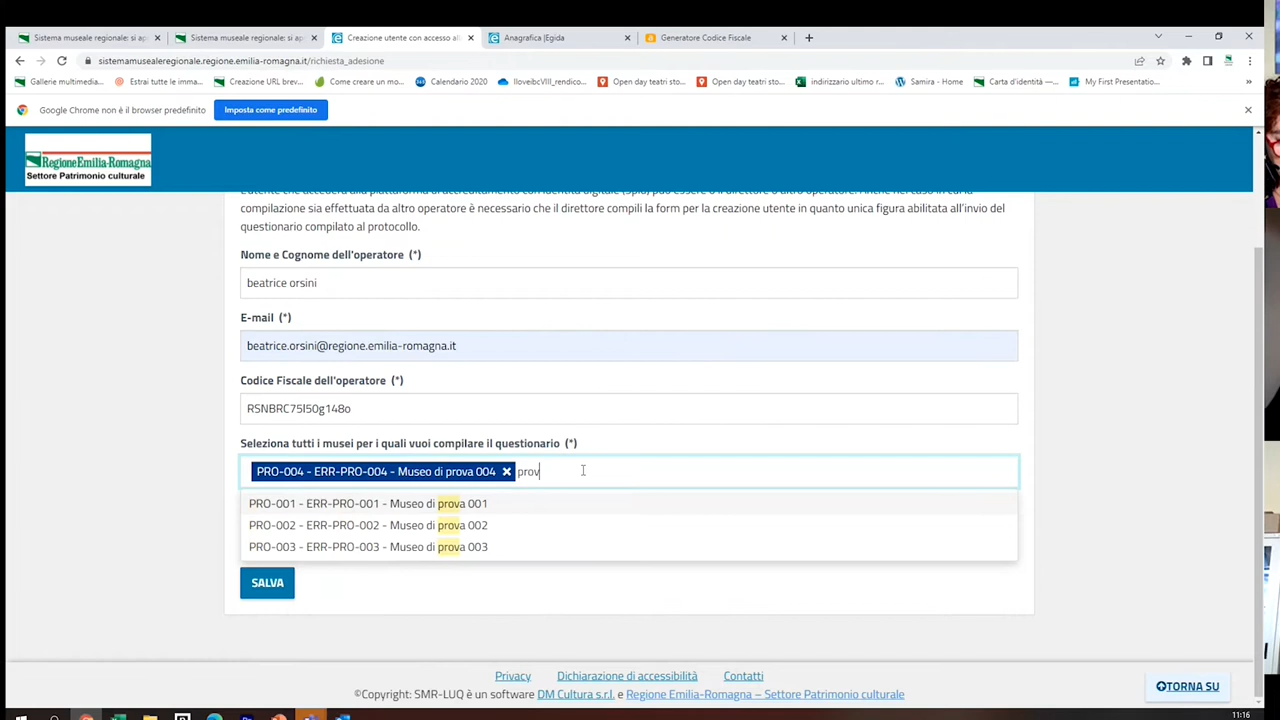 Sistema museale regionale: si ap
Sistema museale regionale: si ap
Creazione utente con accesso all
Anagrafica |Egida
Generatore Codice Fiscale
sistemamusealeregionale.regione.emilia-romagna.it/richiesta_adesione
Gallerie multimedia...
Estrai tutte le imma...
Creazione URL brev...
Come creare un mo...
Calendario 2020
IloveibcVIII_rendico...
Open day teatri sto...
Open day teatri sto...
indirizzario ultimo r...
Samira - Home
Carta d'identità —...
My First Presentatio...
Google Chrome non è il browser predefinito
Imposta come predefinito
RegioneEmilia-Romagna
Settore Patrimonio culturale
compilazione sia effettuata da altro operatore è necessario che il direttore compili la form per la creazione utente in quanto unica figura abilitata all'invio del
questionario compilato al protocollo.
Nome e Cognome dell'operatore (*)
beatrice orsini
E-mail (*)
beatrice.orsini@regione.emilia-romagna.it
Codice Fiscale dell'operatore (*)
RSNBRC75l50g148o
Seleziona tutti i musei per i quali vuoi compilare il questionario (*)
PRO-004 - ERR-PRO-004 - Museo di prova 004 × prov
PRO-001 - ERR-PRO-001 - Museo di prova 001
PRO-002 - ERR-PRO-002 - Museo di prova 002
PRO-003 - ERR-PRO-003 - Museo di prova 003
SALVA
Privacy
Dichiarazione di accessibilità
Contatti
©Copyright: SMR-LUQ è un software DM Cultura s.r.l. e Regione Emilia-Romagna – Settore Patrimonio culturale
TORNA SU
11:16